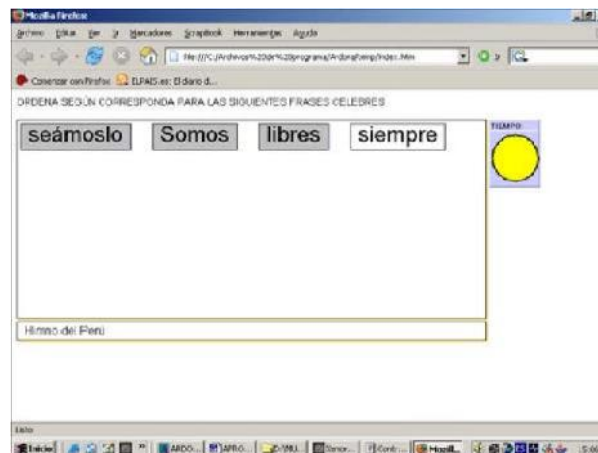 Mozilla Firefox
Archivo Editar Ver Ir Marcadores Scrapbook Herramientas Ayuda
Comenzar con Firefox ELPAIS.es: El diario d...
ORDENA SEGÚN CORRESPONDA PARA LAS SIGUIENTES FRASES CELEBRES
seámoslo Somos libres siempre
TIEMPO:
Himno del Perú
Listo
Inicio